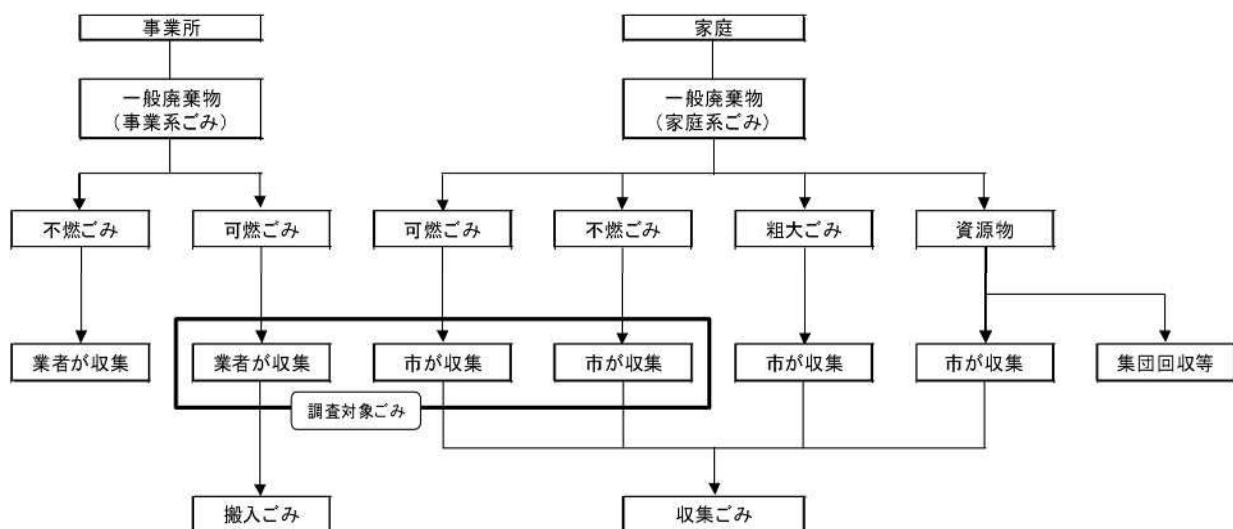 事業所
家庭
一般廃棄物
（事業系ごみ）
一般廃棄物
（家庭系ごみ）
不燃ごみ
可燃ごみ
可燃ごみ
不燃ごみ
粗大ごみ
資源物
業者が収集
業者が収集
市が収集
市が収集
市が収集
市が収集
集団回収等
調査対象ごみ
搬入ごみ
収集ごみ